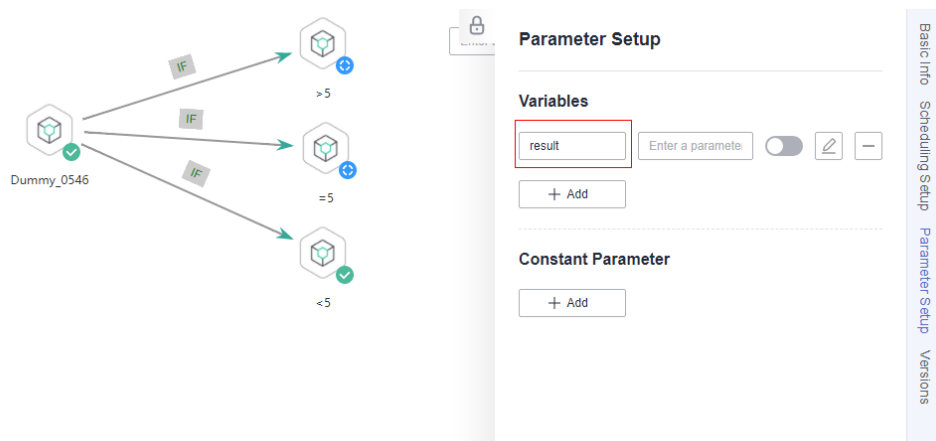 IF
>5
IF
Dummy_0546
IF
=5
<5
Parameter Setup
Variables
result
Enter a paramete
+ Add
Constant Parameter
+ Add
Basic Info
Scheduling Setup
Parameter Setup
Versions